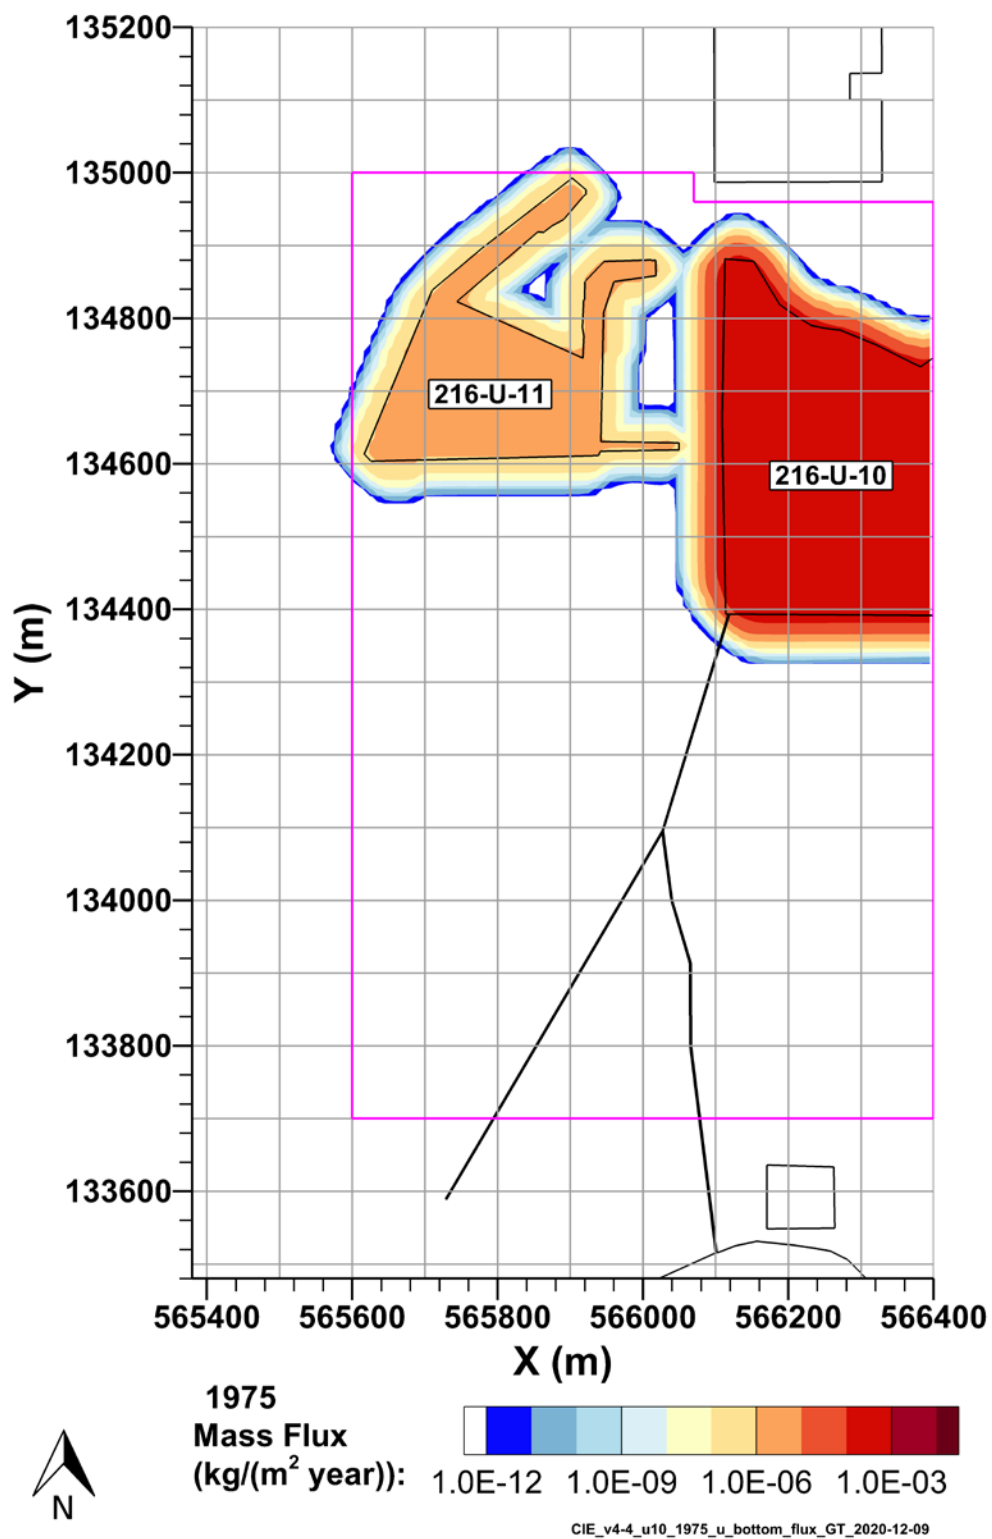 135200
135000
134800
134600
134400
134200
134000
133800
133600
Y (m)
216-U-11
216-U-10
565400 565600 565800 566000 566200 566400
X (m)
1975
Mass Flux
(kg/(m² year)):
1.0E-12 1.0E-09 1.0E-06 1.0E-03
N
CIE_v4-4_u10_1975_u_bottom_flux_GT_2020-12-09